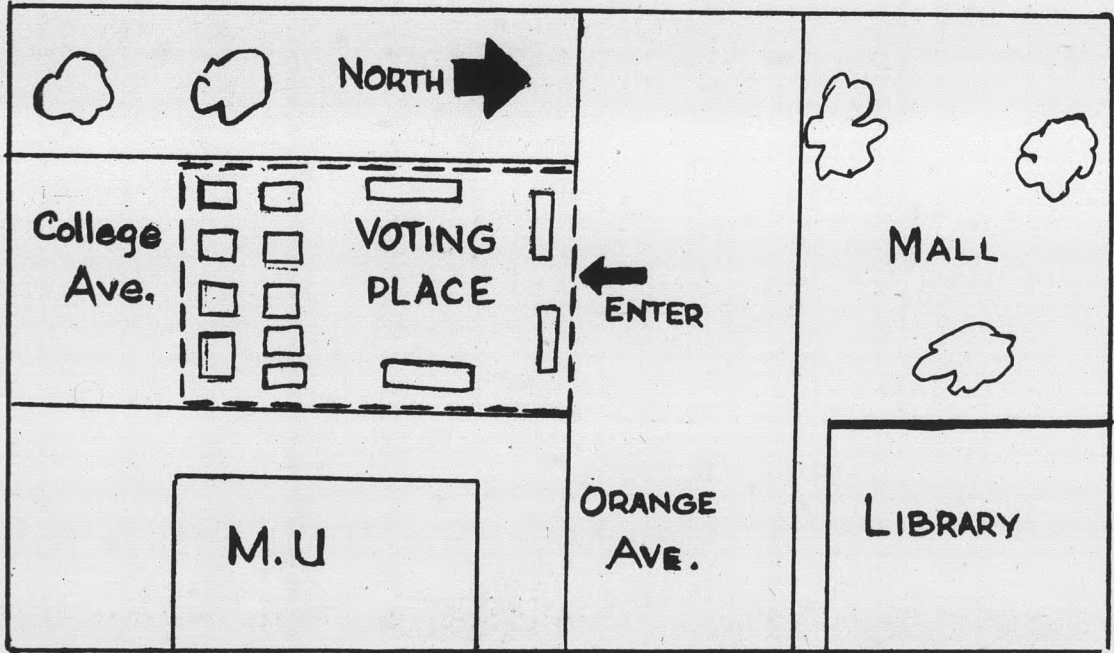 NORTH
College
Ave.
VOTING
PLACE
ENTER
MALL
M.U
ORANGE
AVE.
LIBRARY